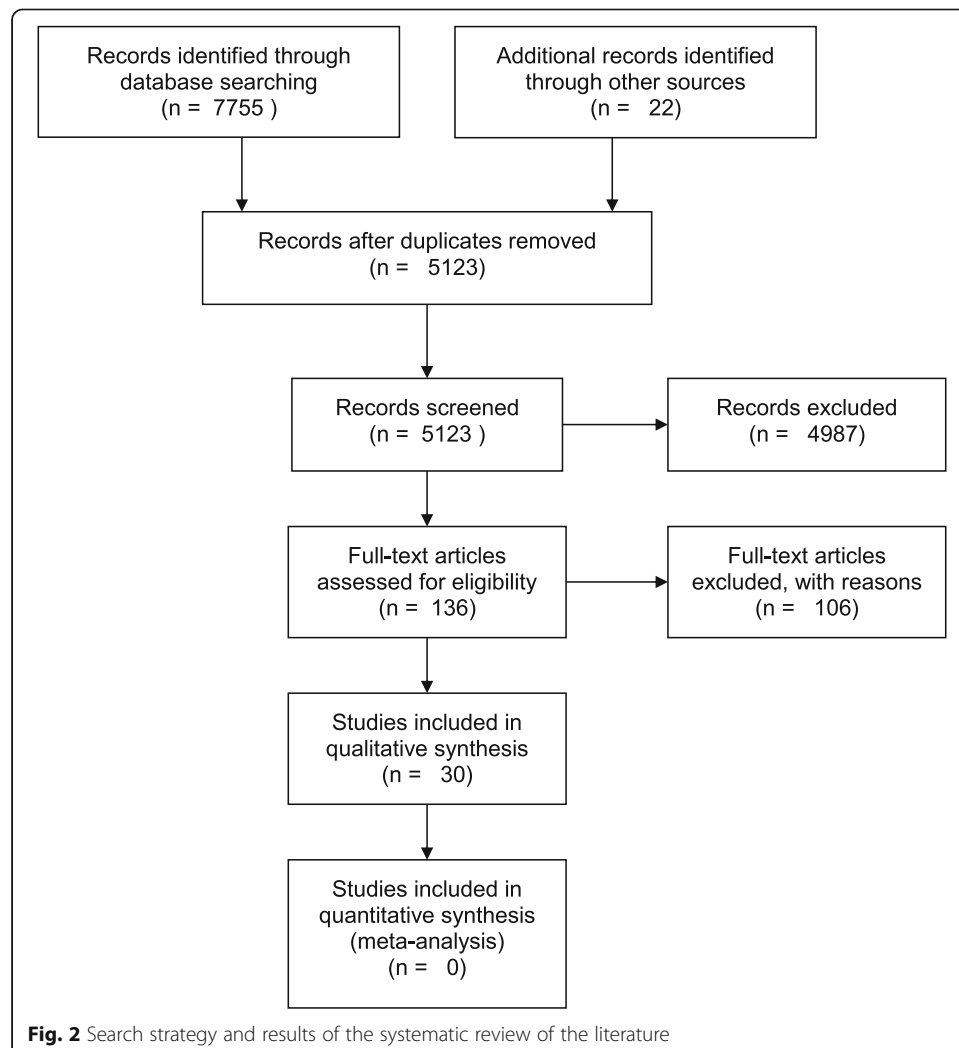 Records identified through
database searching
(n = 7755 )
Additional records identified
through other sources
(n = 22)
Records after duplicates removed
(n = 5123)
Records screened
(n = 5123 )
Records excluded
(n = 4987)
Full-text articles
assessed for eligibility
(n = 136)
Full-text articles
excluded, with reasons
(n = 106)
Studies included in
qualitative synthesis
(n = 30)
Studies included in
quantitative synthesis
(meta-analysis)
(n = 0)
Fig. 2 Search strategy and results of the systematic review of the literature